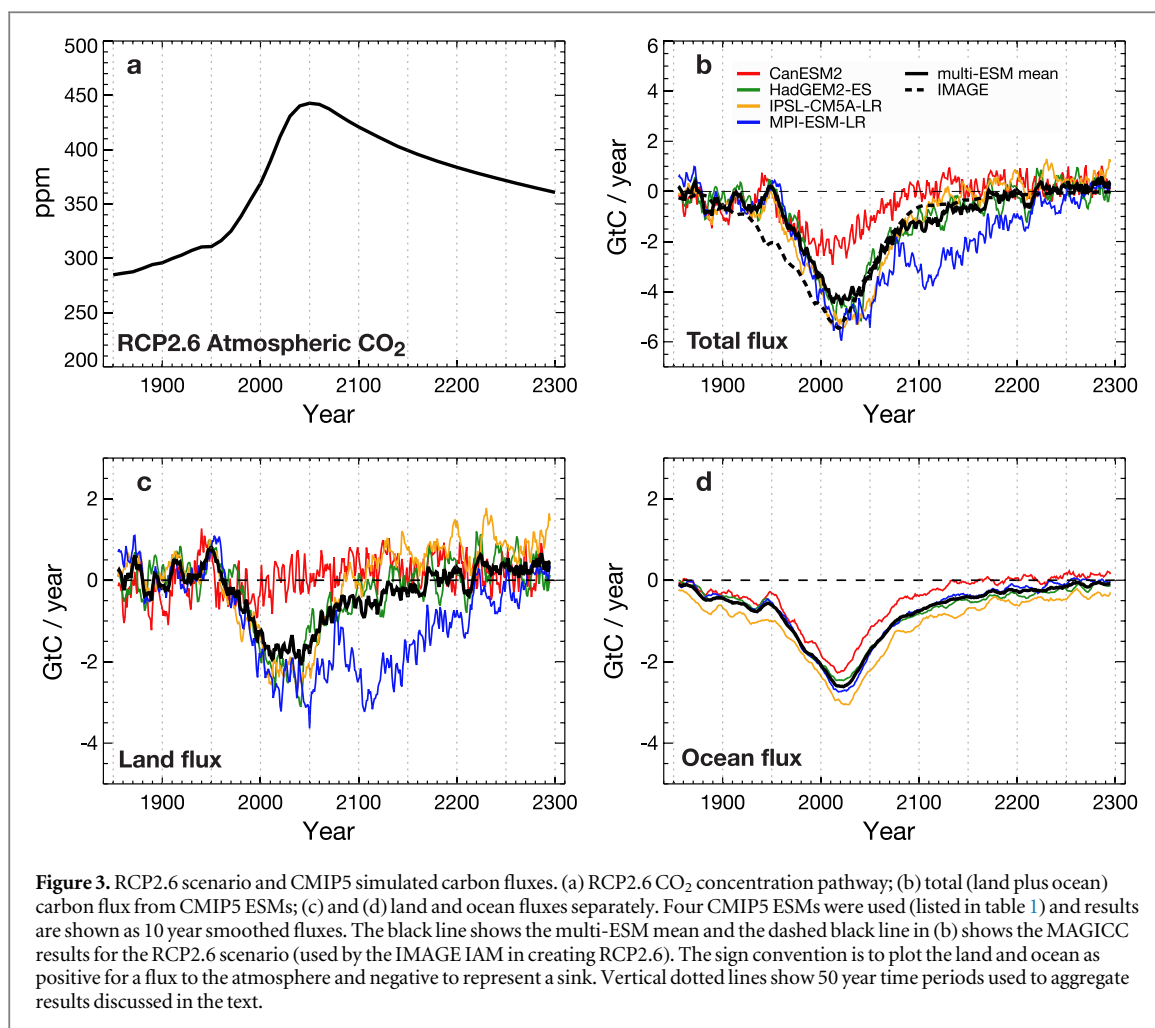 a
500
450
400
350
300
250
200
ppm
RCP2.6 Atmospheric CO₂
1900 2000 2100 2200 2300
Year
b
CanESM2
HadGEM2-ES
IPSL-CM5A-LR
MPI-ESM-LR
multi-ESM mean
IMAGE
6
4
2
0
-2
-4
-6
GtC / year
Total flux
1900 2000 2100 2200 2300
Year
c
2
0
-2
-4
GtC / year
Land flux
1900 2000 2100 2200 2300
Year
d
2
0
-2
-4
GtC / year
Ocean flux
1900 2000 2100 2200 2300
Year
Figure 3. RCP2.6 scenario and CMIP5 simulated carbon fluxes. (a) RCP2.6 CO₂ concentration pathway; (b) total (land plus ocean)
carbon flux from CMIP5 ESMs; (c) and (d) land and ocean fluxes separately. Four CMIP5 ESMs were used (listed in table 1) and results
are shown as 10 year smoothed fluxes. The black line shows the multi-ESM mean and the dashed black line in (b) shows the MAGICC
results for the RCP2.6 scenario (used by the IMAGE IAM in creating RCP2.6). The sign convention is to plot the land and ocean as
positive for a flux to the atmosphere and negative to represent a sink. Vertical dotted lines show 50 year time periods used to aggregate
results discussed in the text.